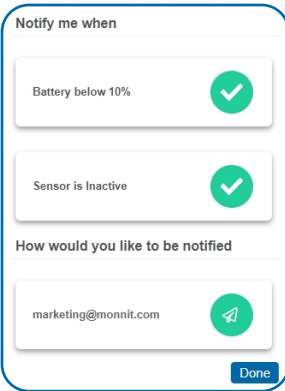 Notify me when
Battery below 10%
Sensor is Inactive
How would you like to be notified
marketing@monnit.com
Done